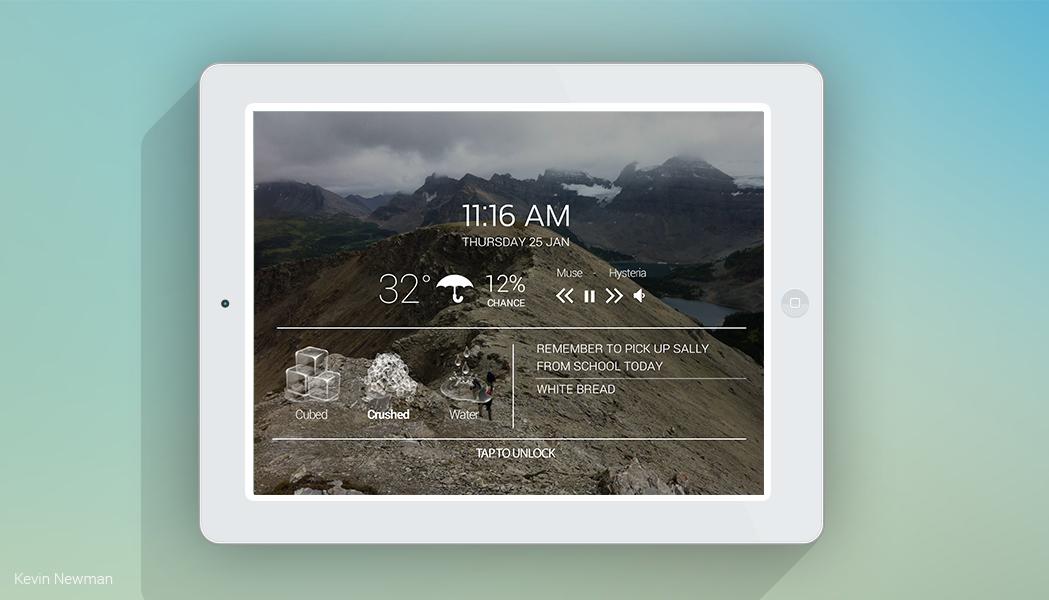 11:16 AM
THURSDAY 25 JAN
32°
12%
CHANCE
Muse - Hysteria
Cubed
Crushed
Water
REMEMBER TO PICK UP SALLY
FROM SCHOOL TODAY
WHITE BREAD
TAP TO UNLOCK
Kevin Newman